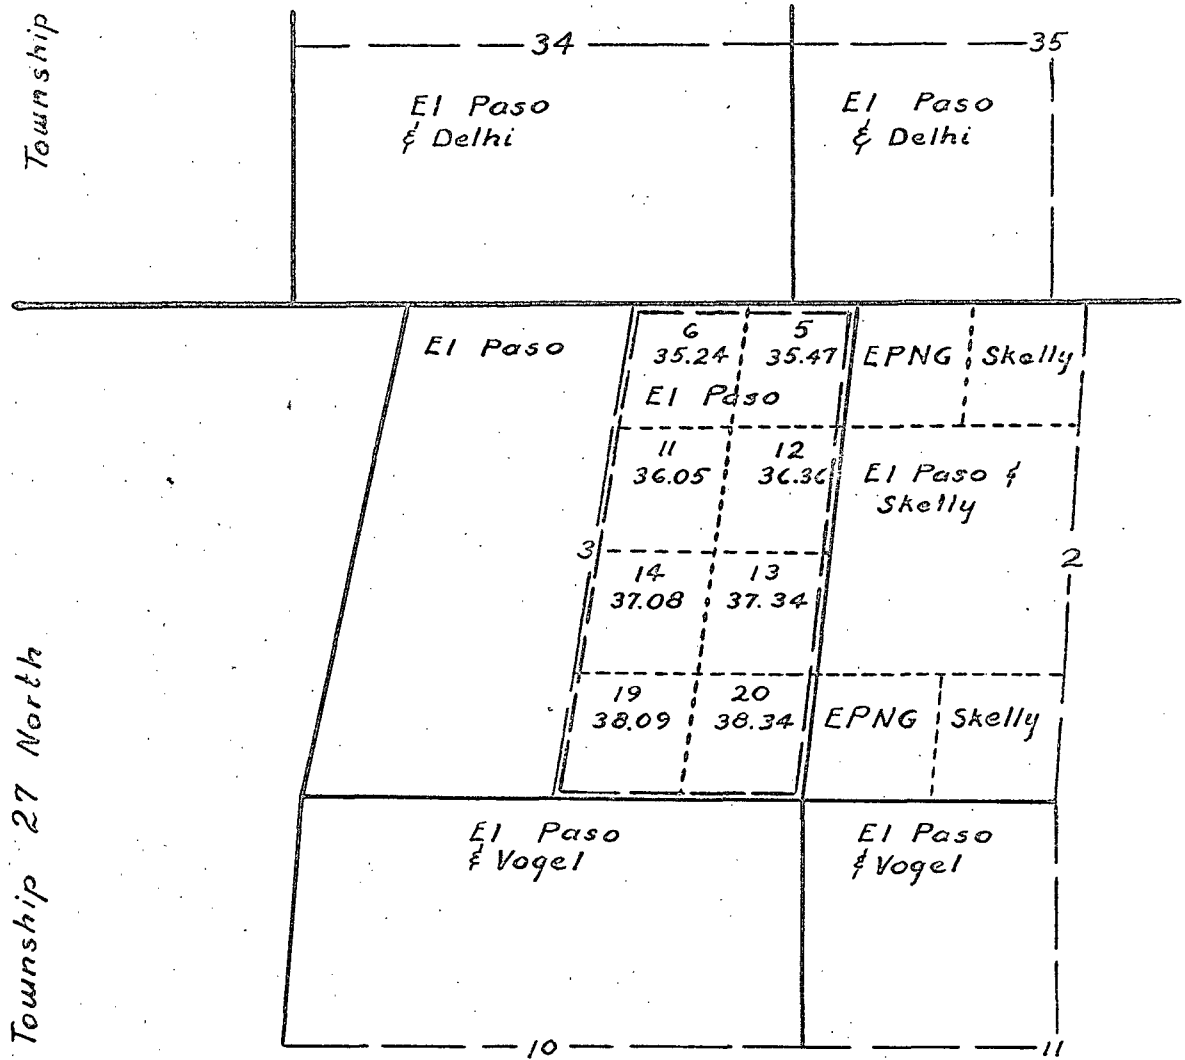 Township
34
35
El Paso
& Delhi
El Paso
& Delhi
El Paso
6
35.24
5
35.47
EPNG
Skelly
El Paso
11
36.05
12
36.36
El Paso &
Skelly
3
2
14
37.08
13
37.34
19
38.09
20
38.34
EPNG
Skelly
Township 27 North
El Paso
& Vogel
El Paso
& Vogel
10
11